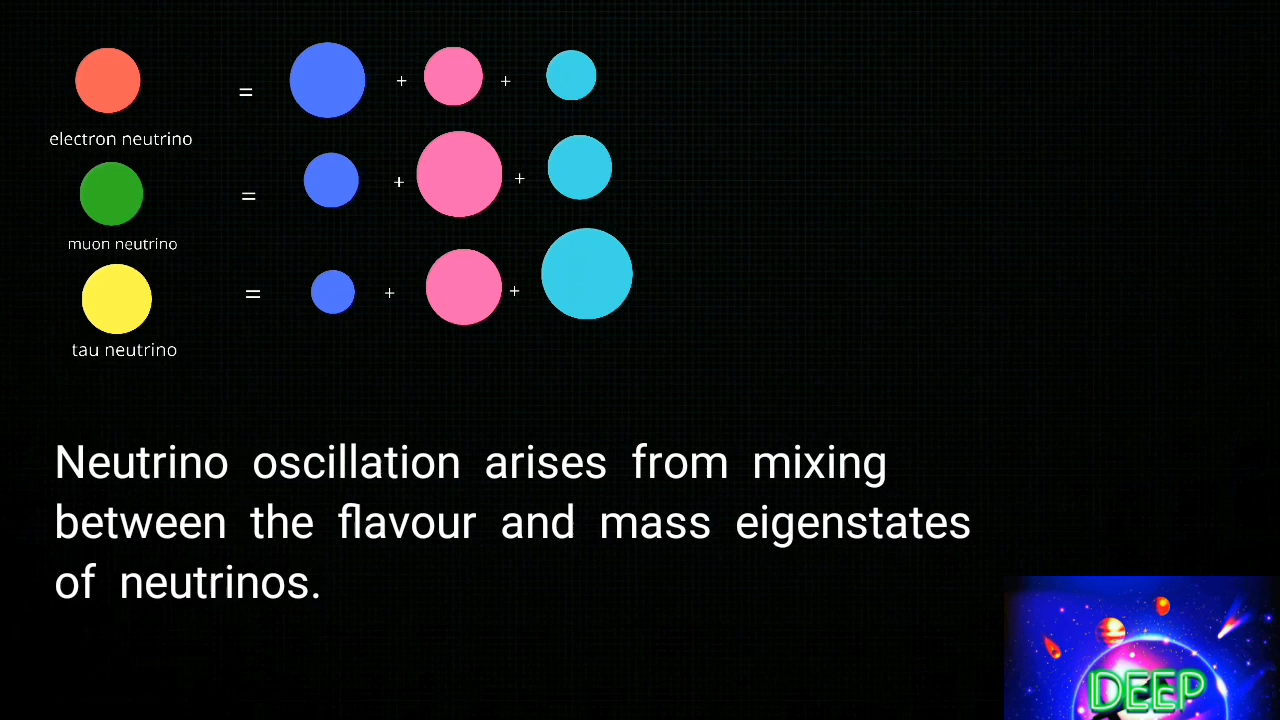 = + +
electron neutrino
= + +
muon neutrino
= + +
tau neutrino
Neutrino oscillation arises from mixing
between the flavour and mass eigenstates
of neutrinos.
DEEP